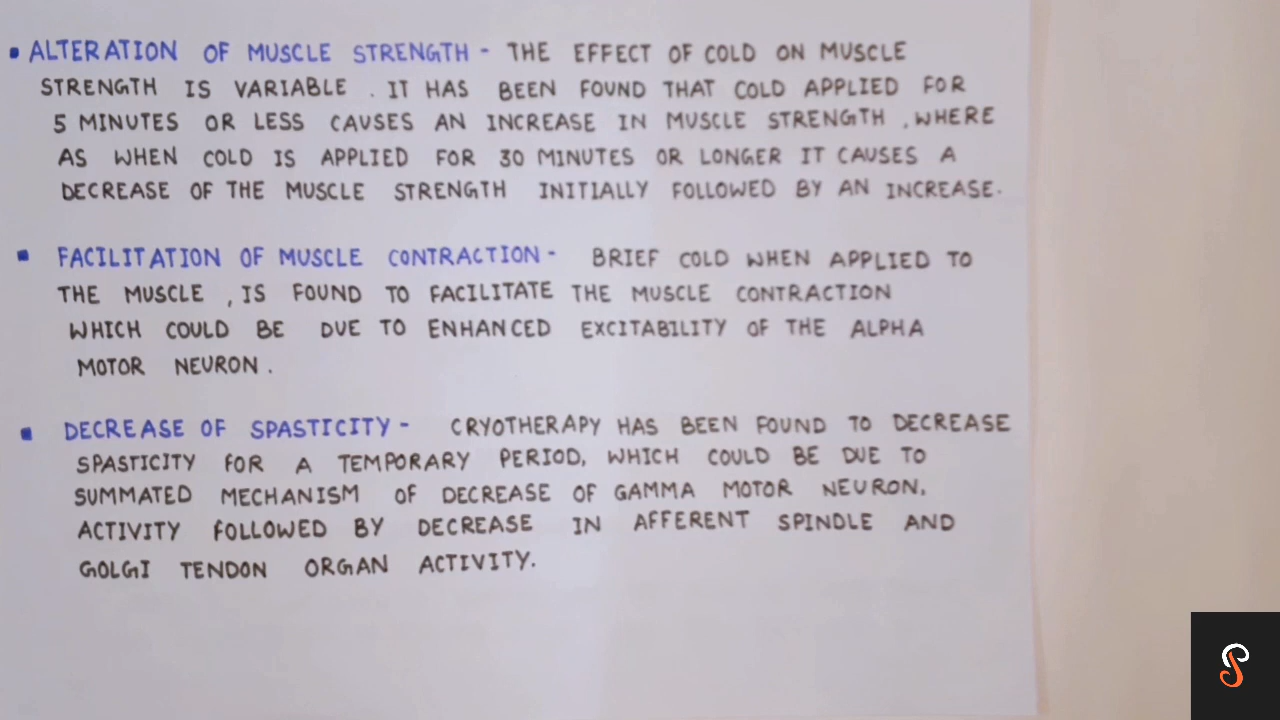 ▪ ALTERATION OF MUSCLE STRENGTH - THE EFFECT OF COLD ON MUSCLE
STRENGTH IS VARIABLE . IT HAS BEEN FOUND THAT COLD APPLIED FOR
5 MINUTES OR LESS CAUSES AN INCREASE IN MUSCLE STRENGTH , WHERE
AS WHEN COLD IS APPLIED FOR 30 MINUTES OR LONGER IT CAUSES A
DECREASE OF THE MUSCLE STRENGTH INITIALLY FOLLOWED BY AN INCREASE.
▪ FACILITATION OF MUSCLE CONTRACTION - BRIEF COLD WHEN APPLIED TO
THE MUSCLE , IS FOUND TO FACILITATE THE MUSCLE CONTRACTION
WHICH COULD BE DUE TO ENHANCED EXCITABILITY OF THE ALPHA
MOTOR NEURON .
▪ DECREASE OF SPASTICITY - CRYOTHERAPY HAS BEEN FOUND TO DECREASE
SPASTICITY FOR A TEMPORARY PERIOD, WHICH COULD BE DUE TO
SUMMATED MECHANISM OF DECREASE OF GAMMA MOTOR NEURON.
ACTIVITY FOLLOWED BY DECREASE IN AFFERENT SPINDLE AND
GOLGI TENDON ORGAN ACTIVITY.
S